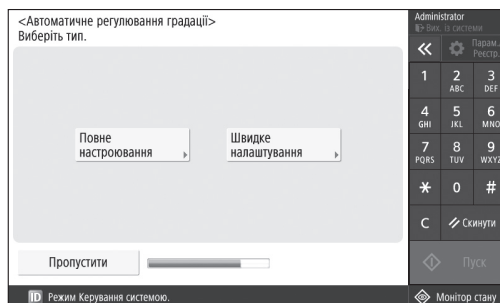 <Автоматичне регулювання градації>
Виберіть тип.
Повне
настроювання
Швидке
налаштування
Пропустити
ID Режим Керування системою.
Administrator
Вих. із системи
Парам.
Реєстр.
1
2
ABC
3
DEF
4
GHI
5
JKL
6
MNO
7
PQRS
8
TUV
9
WXYZ
*
0
#
C
Скинути
Пуск
Монітор стану